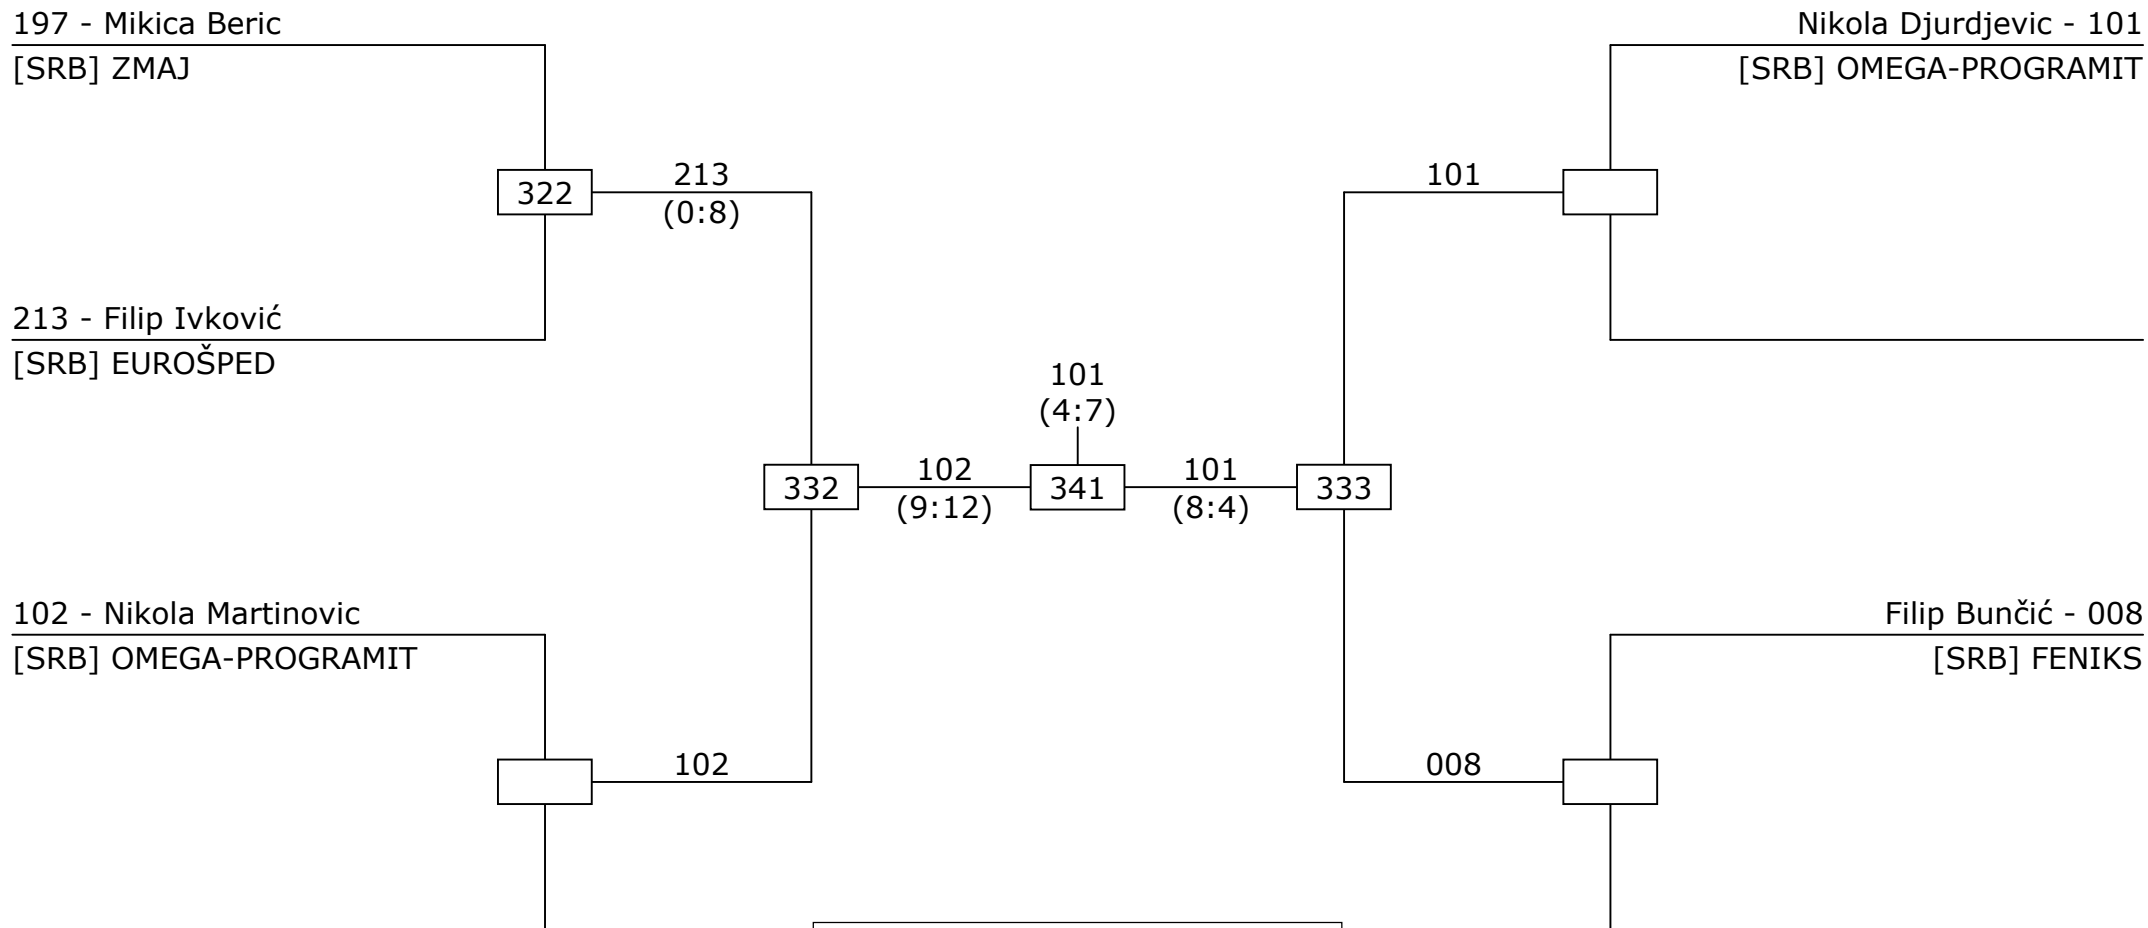 197 - Mikica Beric
[SRB] ZMAJ
Nikola Djurdjevic - 101
[SRB] OMEGA-PROGRAMIT
322
213
(0:8)
101
213 - Filip Ivković
[SRB] EUROŠPED
101
(4:7)
332
102
(9:12)
341
101
(8:4)
333
102 - Nikola Martinovic
[SRB] OMEGA-PROGRAMIT
Filip Bunčić - 008
[SRB] FENIKS
102
008